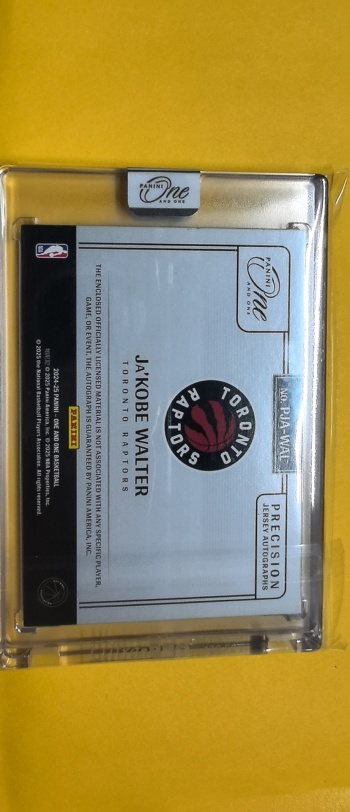 PANINI
One
AND ONE
PANINI
One
AND ONE
NO. PJA-WAL
PRECISION
JERSEY AUTOGRAPHS
TORONTO
RAPTORS
JA'KOBE WALTER
TORONTO RAPTORS
THE ENCLOSED OFFICIALLY LICENSED MATERIAL IS NOT ASSOCIATED WITH ANY SPECIFIC PLAYER,
GAME, OR EVENT. THE AUTOGRAPH IS GUARANTEED BY PANINI AMERICA, INC.
PANINI
2024-25 PANINI - ONE AND ONE BASKETBALL
© 2025 Panini America, Inc. © 2025 NBA Properties, Inc.
© 2025 the National Basketball Players Association. All rights reserved.